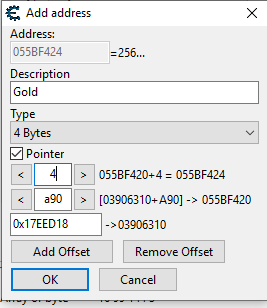 Add address
Address:
055BF424 =256...
Description
Gold
Type
4 Bytes
Pointer
< 4 > 055BF420+4 = 055BF424
< a90 > [03906310+A90] -> 055BF420
0x17EED18 ->03906310
Add Offset Remove Offset
OK Cancel